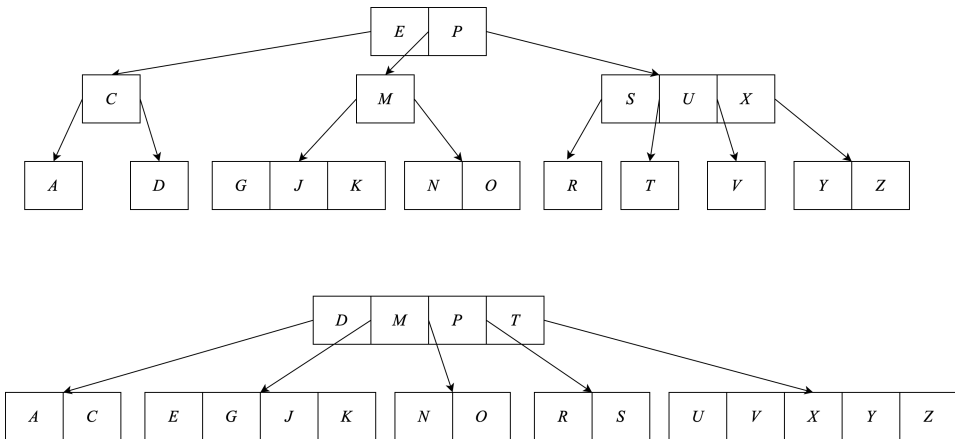 E P
C M S U X
A D G J K N O R T V Y Z
D M P T
A C E G J K N O R S U V X Y Z